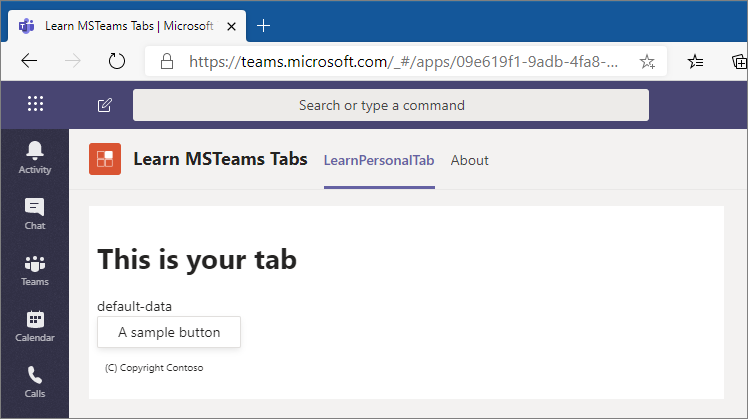 Learn MSTeams Tabs | Microsoft
https://teams.microsoft.com/_#/apps/09e619f1-9adb-4fa8-...
Search or type a command
Activity
Chat
Teams
Calendar
Calls
Learn MSTeams Tabs LearnPersonalTab About
This is your tab
default-data
A sample button
(C) Copyright Contoso